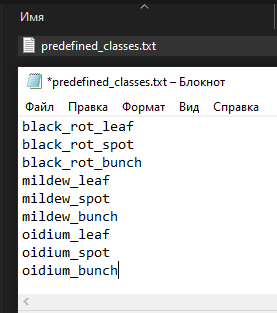 Имя
predefined_classes.txt
*predefined_classes.txt – Блокнот
Файл Правка Формат Вид Справка
black_rot_leaf
black_rot_spot
black_rot_bunch
mildew_leaf
mildew_spot
mildew_bunch
oidium_leaf
oidium_spot
oidium_bunch